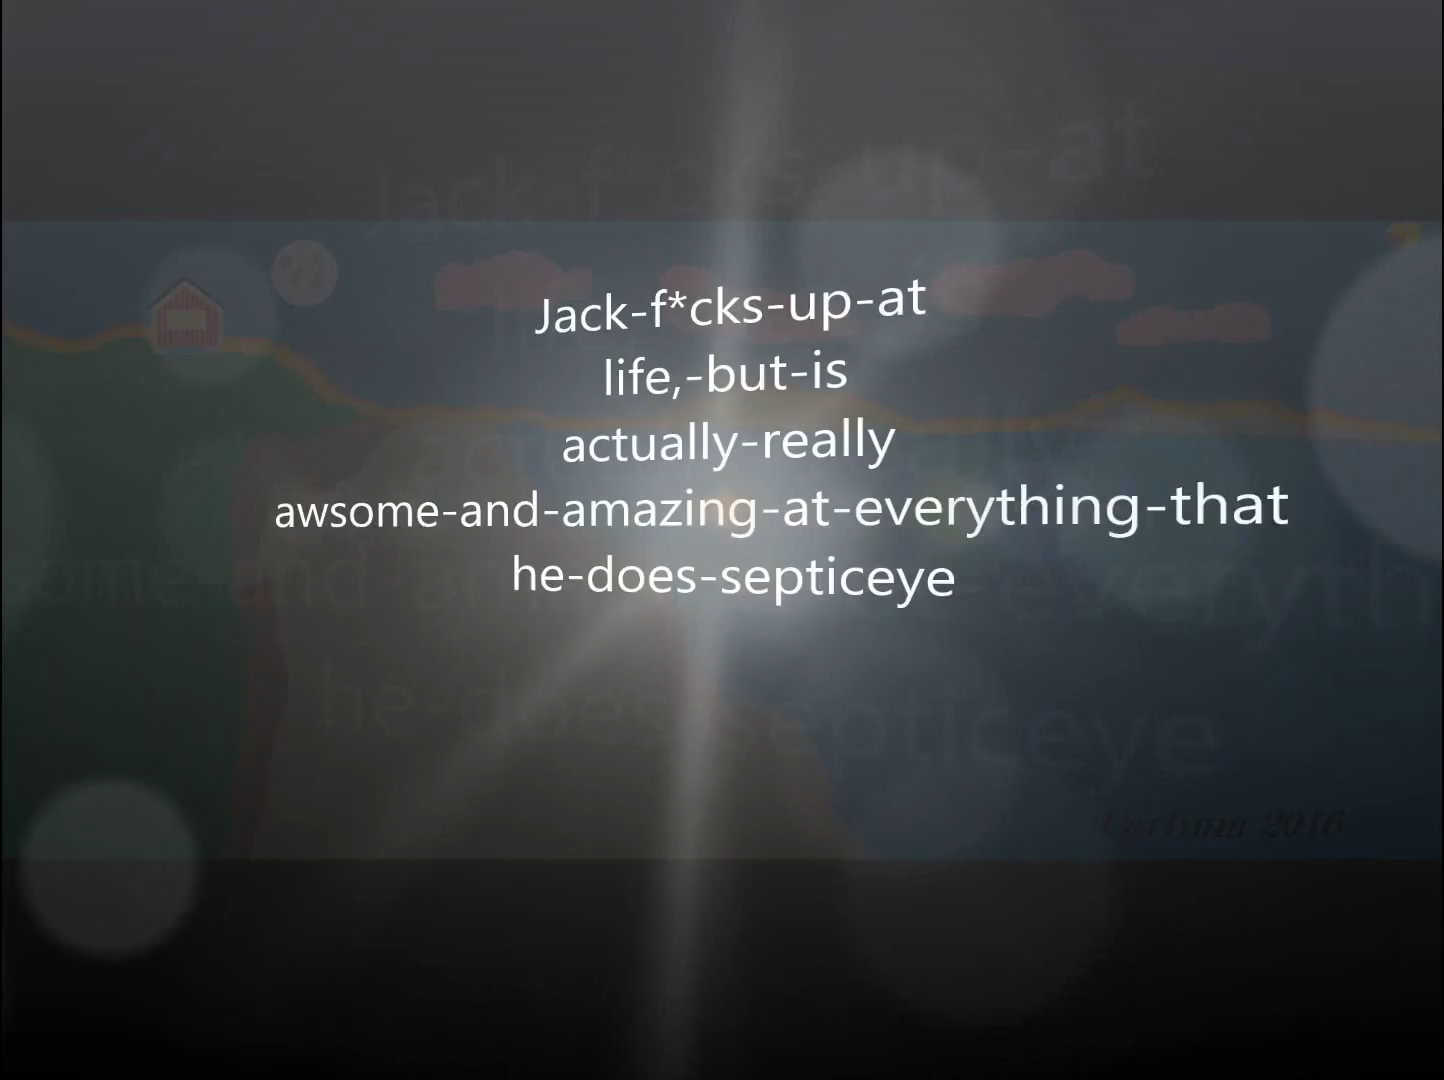 Jack-f*cks-up-at
life,-but-is
actually-really
awsome-and-amazing-at-everything-that
he-does-septiceye